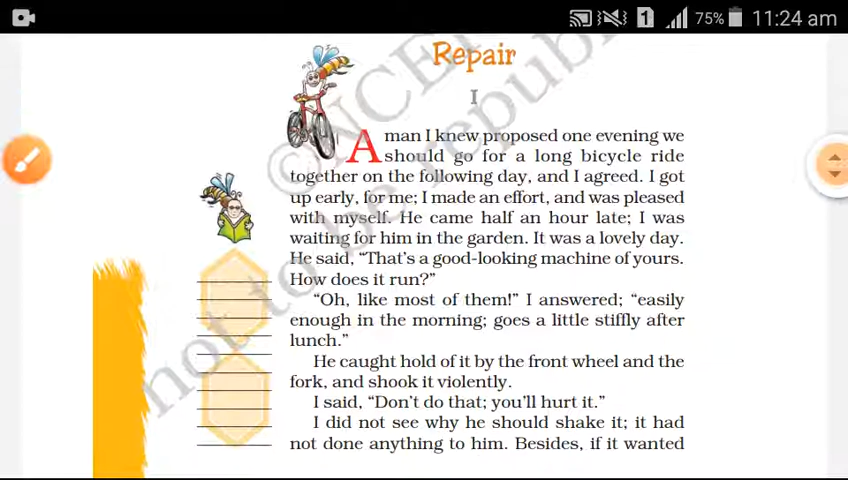 1 75% 11:24 am
Repair
I
A man I knew proposed one evening we
should go for a long bicycle ride
together on the following day, and I agreed. I got
up early, for me; I made an effort, and was pleased
with myself. He came half an hour late; I was
waiting for him in the garden. It was a lovely day.
He said, “That’s a good-looking machine of yours.
How does it run?”
“Oh, like most of them!” I answered; “easily
enough in the morning; goes a little stiffly after
lunch.”
He caught hold of it by the front wheel and the
fork, and shook it violently.
I said, “Don’t do that; you’ll hurt it.”
I did not see why he should shake it; it had
not done anything to him. Besides, if it wanted
©NCE
not to be republi